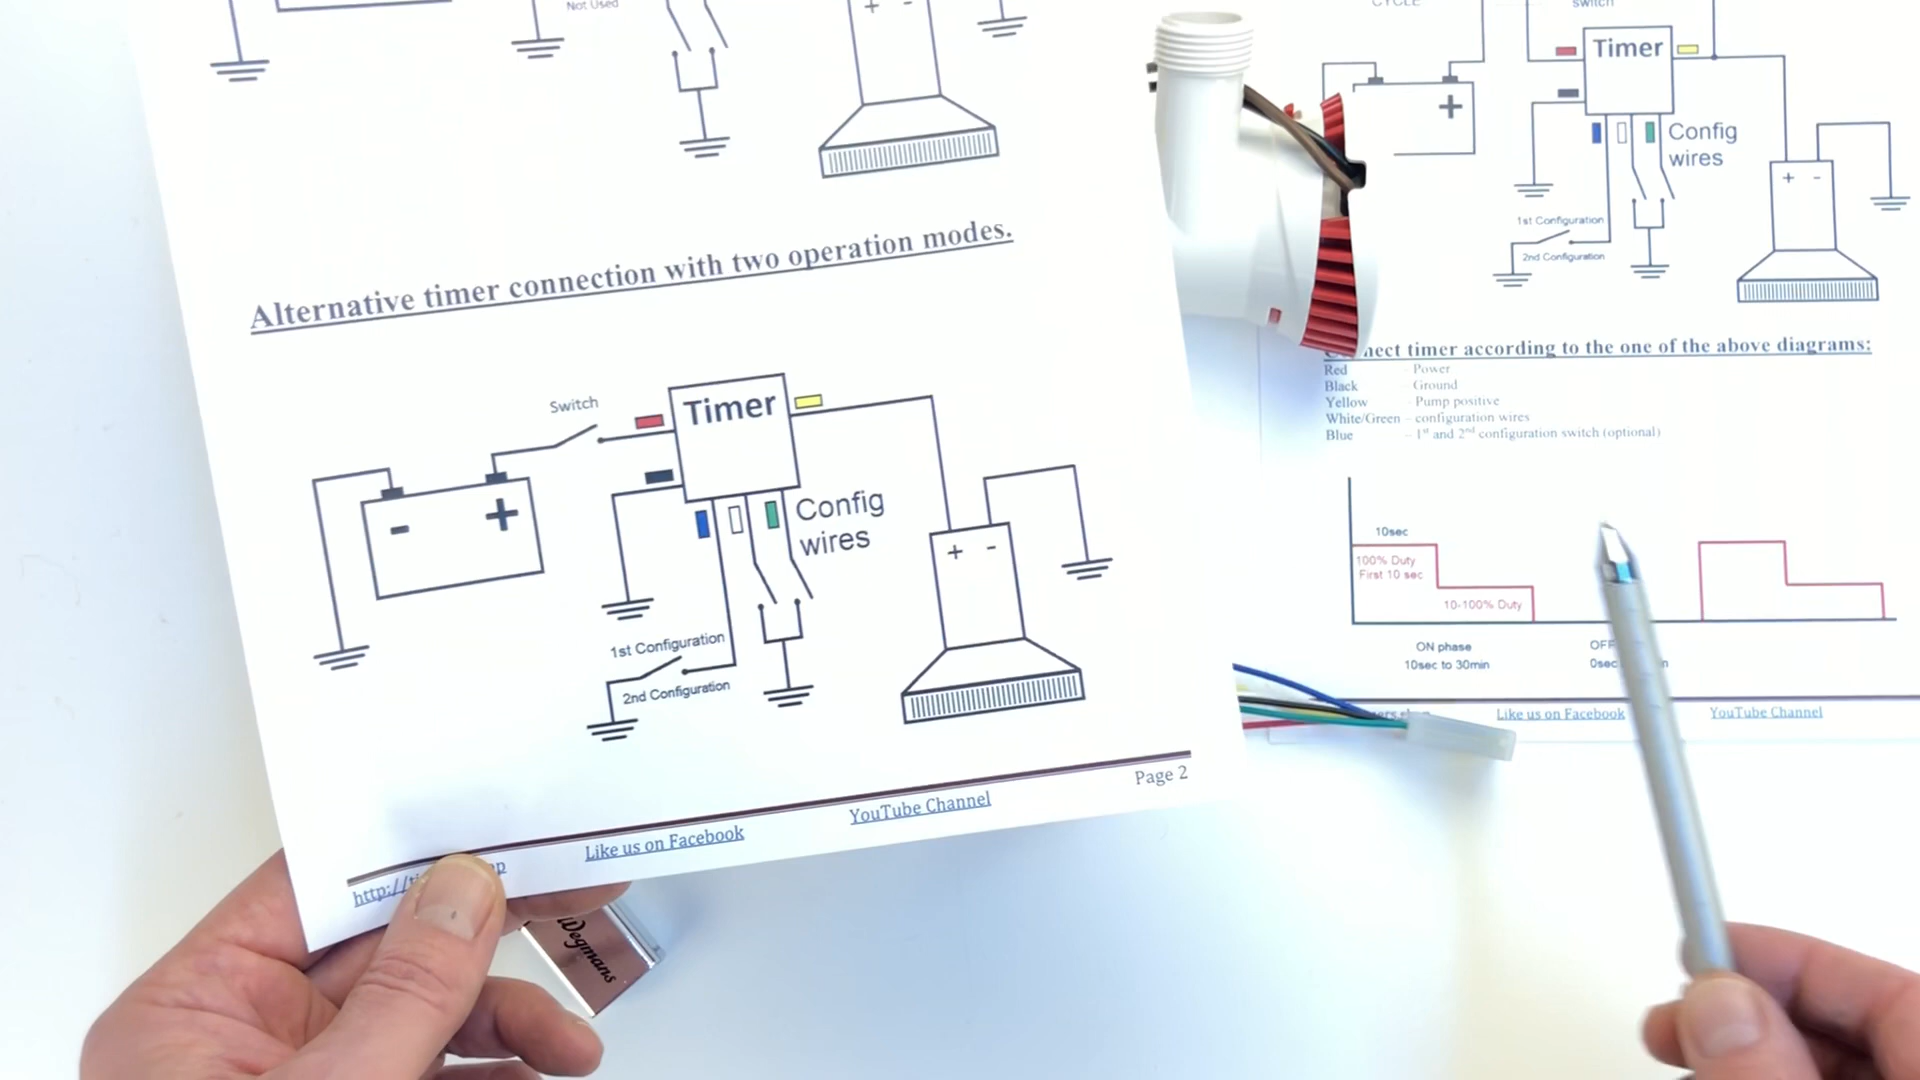 Not Used
+ -
Alternative timer connection with two operation modes.
Switch
Timer
- +
Config
wires
+ -
1st Configuration
2nd Configuration
Page 2
http://
Like us on Facebook
YouTube Channel
Wegmans
CYCLE
switch
Timer
+
Config
wires
+ -
1st Configuration
2nd Configuration
timer according to the one of the above diagrams:
Red - Power
Black - Ground
Yellow - Pump positive
White/Green – configuration wires
Blue – 1st and 2nd configuration switch (optional)
10sec
100% Duty
First 10 sec
10-100% Duty
ON phase
10sec to 30min
Like us on Facebook
YouTube Channel